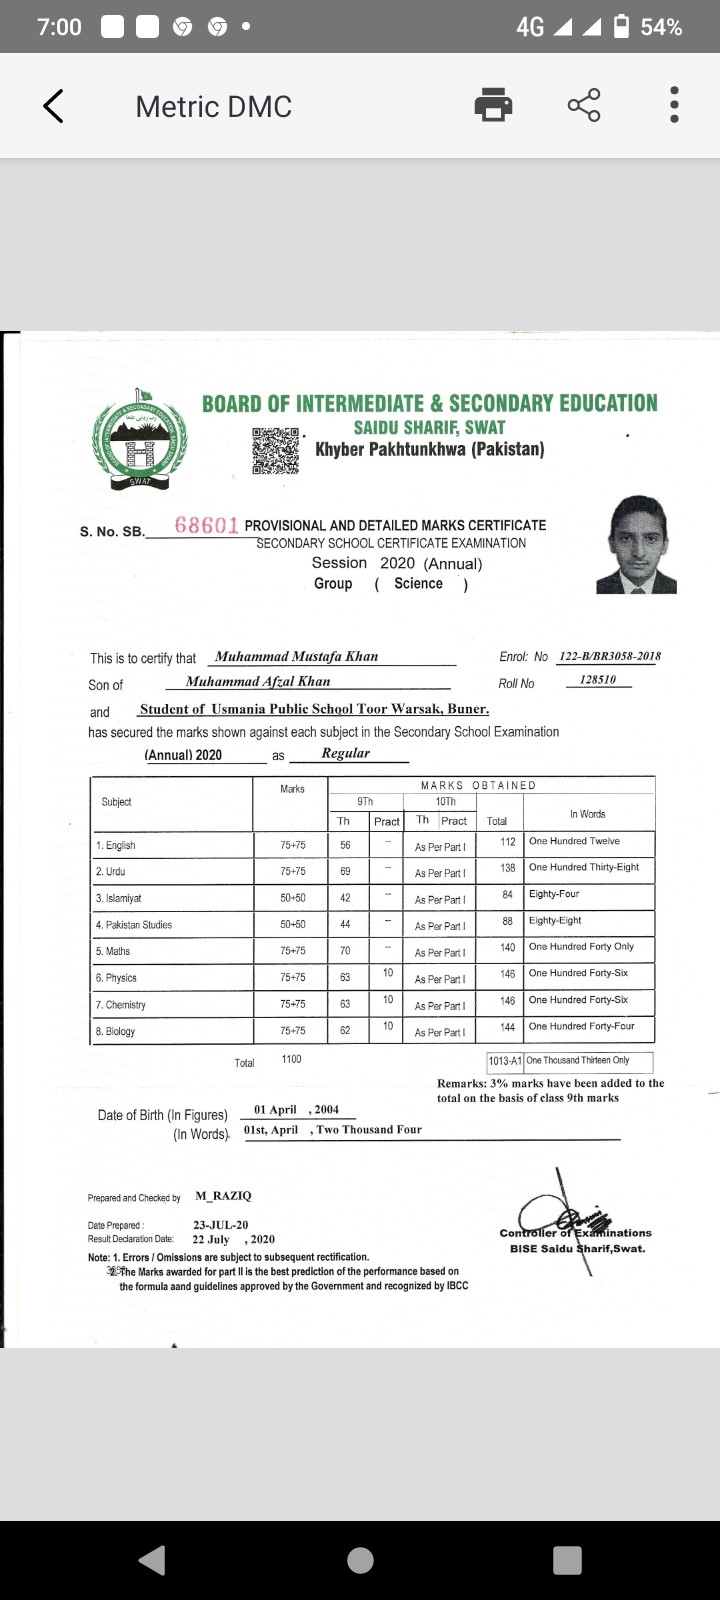 7:00 4G 54%
Metric DMC
BOARD OF INTERMEDIATE & SECONDARY EDUCATION
SAIDU SHARIF, SWAT
Khyber Pakhtunkhwa (Pakistan)
SWAT
S. No. SB. 68601 PROVISIONAL AND DETAILED MARKS CERTIFICATE
SECONDARY SCHOOL CERTIFICATE EXAMINATION
Session 2020 (Annual)
Group ( Science )
This is to certify that Muhammad Mustafa Khan Enrol: No 122-B/BR3058-2018
Son of Muhammad Afzal Khan Roll No 128510
and Student of Usmania Public School Toor Warsak, Buner.
has secured the marks shown against each subject in the Secondary School Examination
(Annual) 2020 as Regular
Subject Marks MARKS OBTAINED
9Th 10Th In Words
Th Pract Th Pract Total
1. English 75+75 56 -- As Per Part I 112 One Hundred Twelve
2. Urdu 75+75 69 -- As Per Part I 138 One Hundred Thirty-Eight
3. Islamiyat 50+50 42 -- As Per Part I 84 Eighty-Four
4. Pakistan Studies 50+50 44 -- As Per Part I 88 Eighty-Eight
5. Maths 75+75 70 -- As Per Part I 140 One Hundred Forty Only
6. Physics 75+75 63 10 As Per Part I 146 One Hundred Forty-Six
7. Chemistry 75+75 63 10 As Per Part I 146 One Hundred Forty-Six
8. Biology 75+75 62 10 As Per Part I 144 One Hundred Forty-Four
Total 1100 1013-A1 One Thousand Thirteen Only
Remarks: 3% marks have been added to the
total on the basis of class 9th marks
Date of Birth (In Figures) 01 April , 2004
(In Words) 01st, April , Two Thousand Four
Prepared and Checked by M_RAZIQ
Date Prepared : 23-JUL-20
Result Declaration Date: 22 July , 2020
Controller of Examinations
BISE Saidu Sharif,Swat.
Note: 1. Errors / Omissions are subject to subsequent rectification.
2. The Marks awarded for part II is the best prediction of the performance based on
the formula aand guidelines approved by the Government and recognized by IBCC